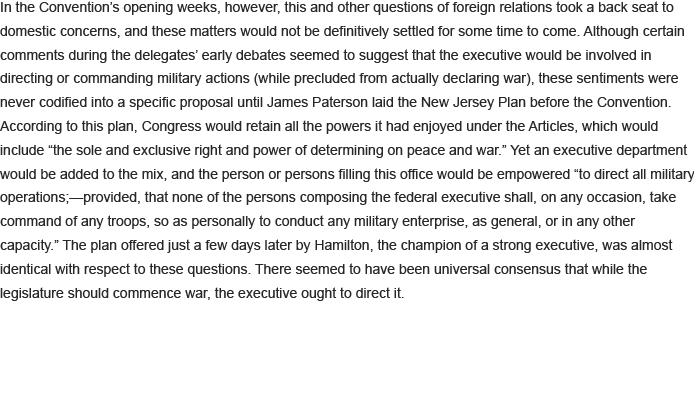 In the Convention’s opening weeks, however, this and other questions of foreign relations took a back seat to
domestic concerns, and these matters would not be definitively settled for some time to come. Although certain
comments during the delegates’ early debates seemed to suggest that the executive would be involved in
directing or commanding military actions (while precluded from actually declaring war), these sentiments were
never codified into a specific proposal until James Paterson laid the New Jersey Plan before the Convention.
According to this plan, Congress would retain all the powers it had enjoyed under the Articles, which would
include “the sole and exclusive right and power of determining on peace and war.” Yet an executive department
would be added to the mix, and the person or persons filling this office would be empowered “to direct all military
operations;—provided, that none of the persons composing the federal executive shall, on any occasion, take
command of any troops, so as personally to conduct any military enterprise, as general, or in any other
capacity.” The plan offered just a few days later by Hamilton, the champion of a strong executive, was almost
identical with respect to these questions. There seemed to have been universal consensus that while the
legislature should commence war, the executive ought to direct it.